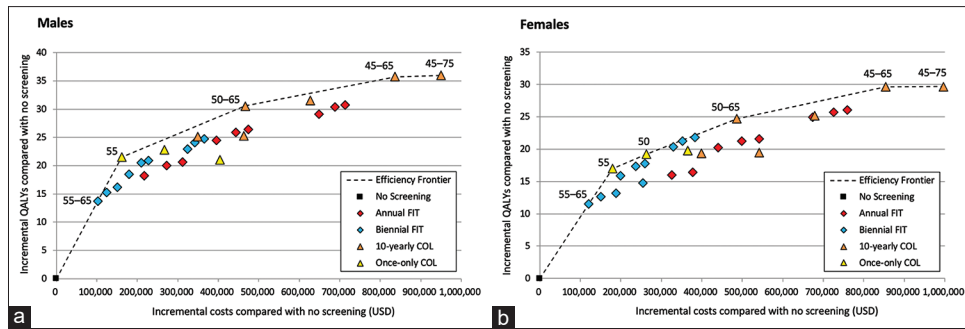 Males
Incremental QALYs compared with no screening
40
35
30
25
20
15
10
5
0
45–65
45–75
50–65
55
55–65
Efficiency Frontier
No Screening
Annual FIT
Biennial FIT
10-yearly COL
Once-only COL
0 100,000 200,000 300,000 400,000 500,000 600,000 700,000 800,000 900,000 1,000,000
Incremental costs compared with no screening (USD)
a
Females
Incremental QALYs compared with no screening
35
30
25
20
15
10
5
0
45–65 45–75
50–65
50
55
55–65
Efficiency Frontier
No Screening
Annual FIT
Biennial FIT
10-yearly COL
Once-only COL
0 100,000 200,000 300,000 400,000 500,000 600,000 700,000 800,000 900,000 1,000,000
Incremental costs compared with no screening (USD)
b